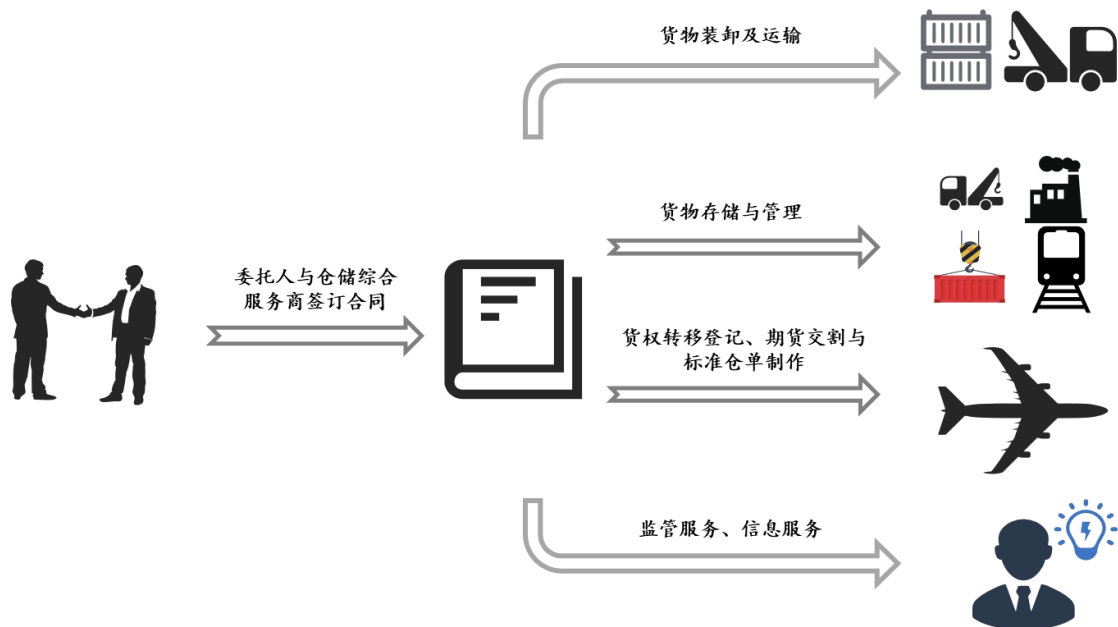 货物装卸及运输
货物存储与管理
委托人与仓储综合
服务商签订合同
货权转移登记、期货交割与
标准仓单制作
监管服务、信息服务